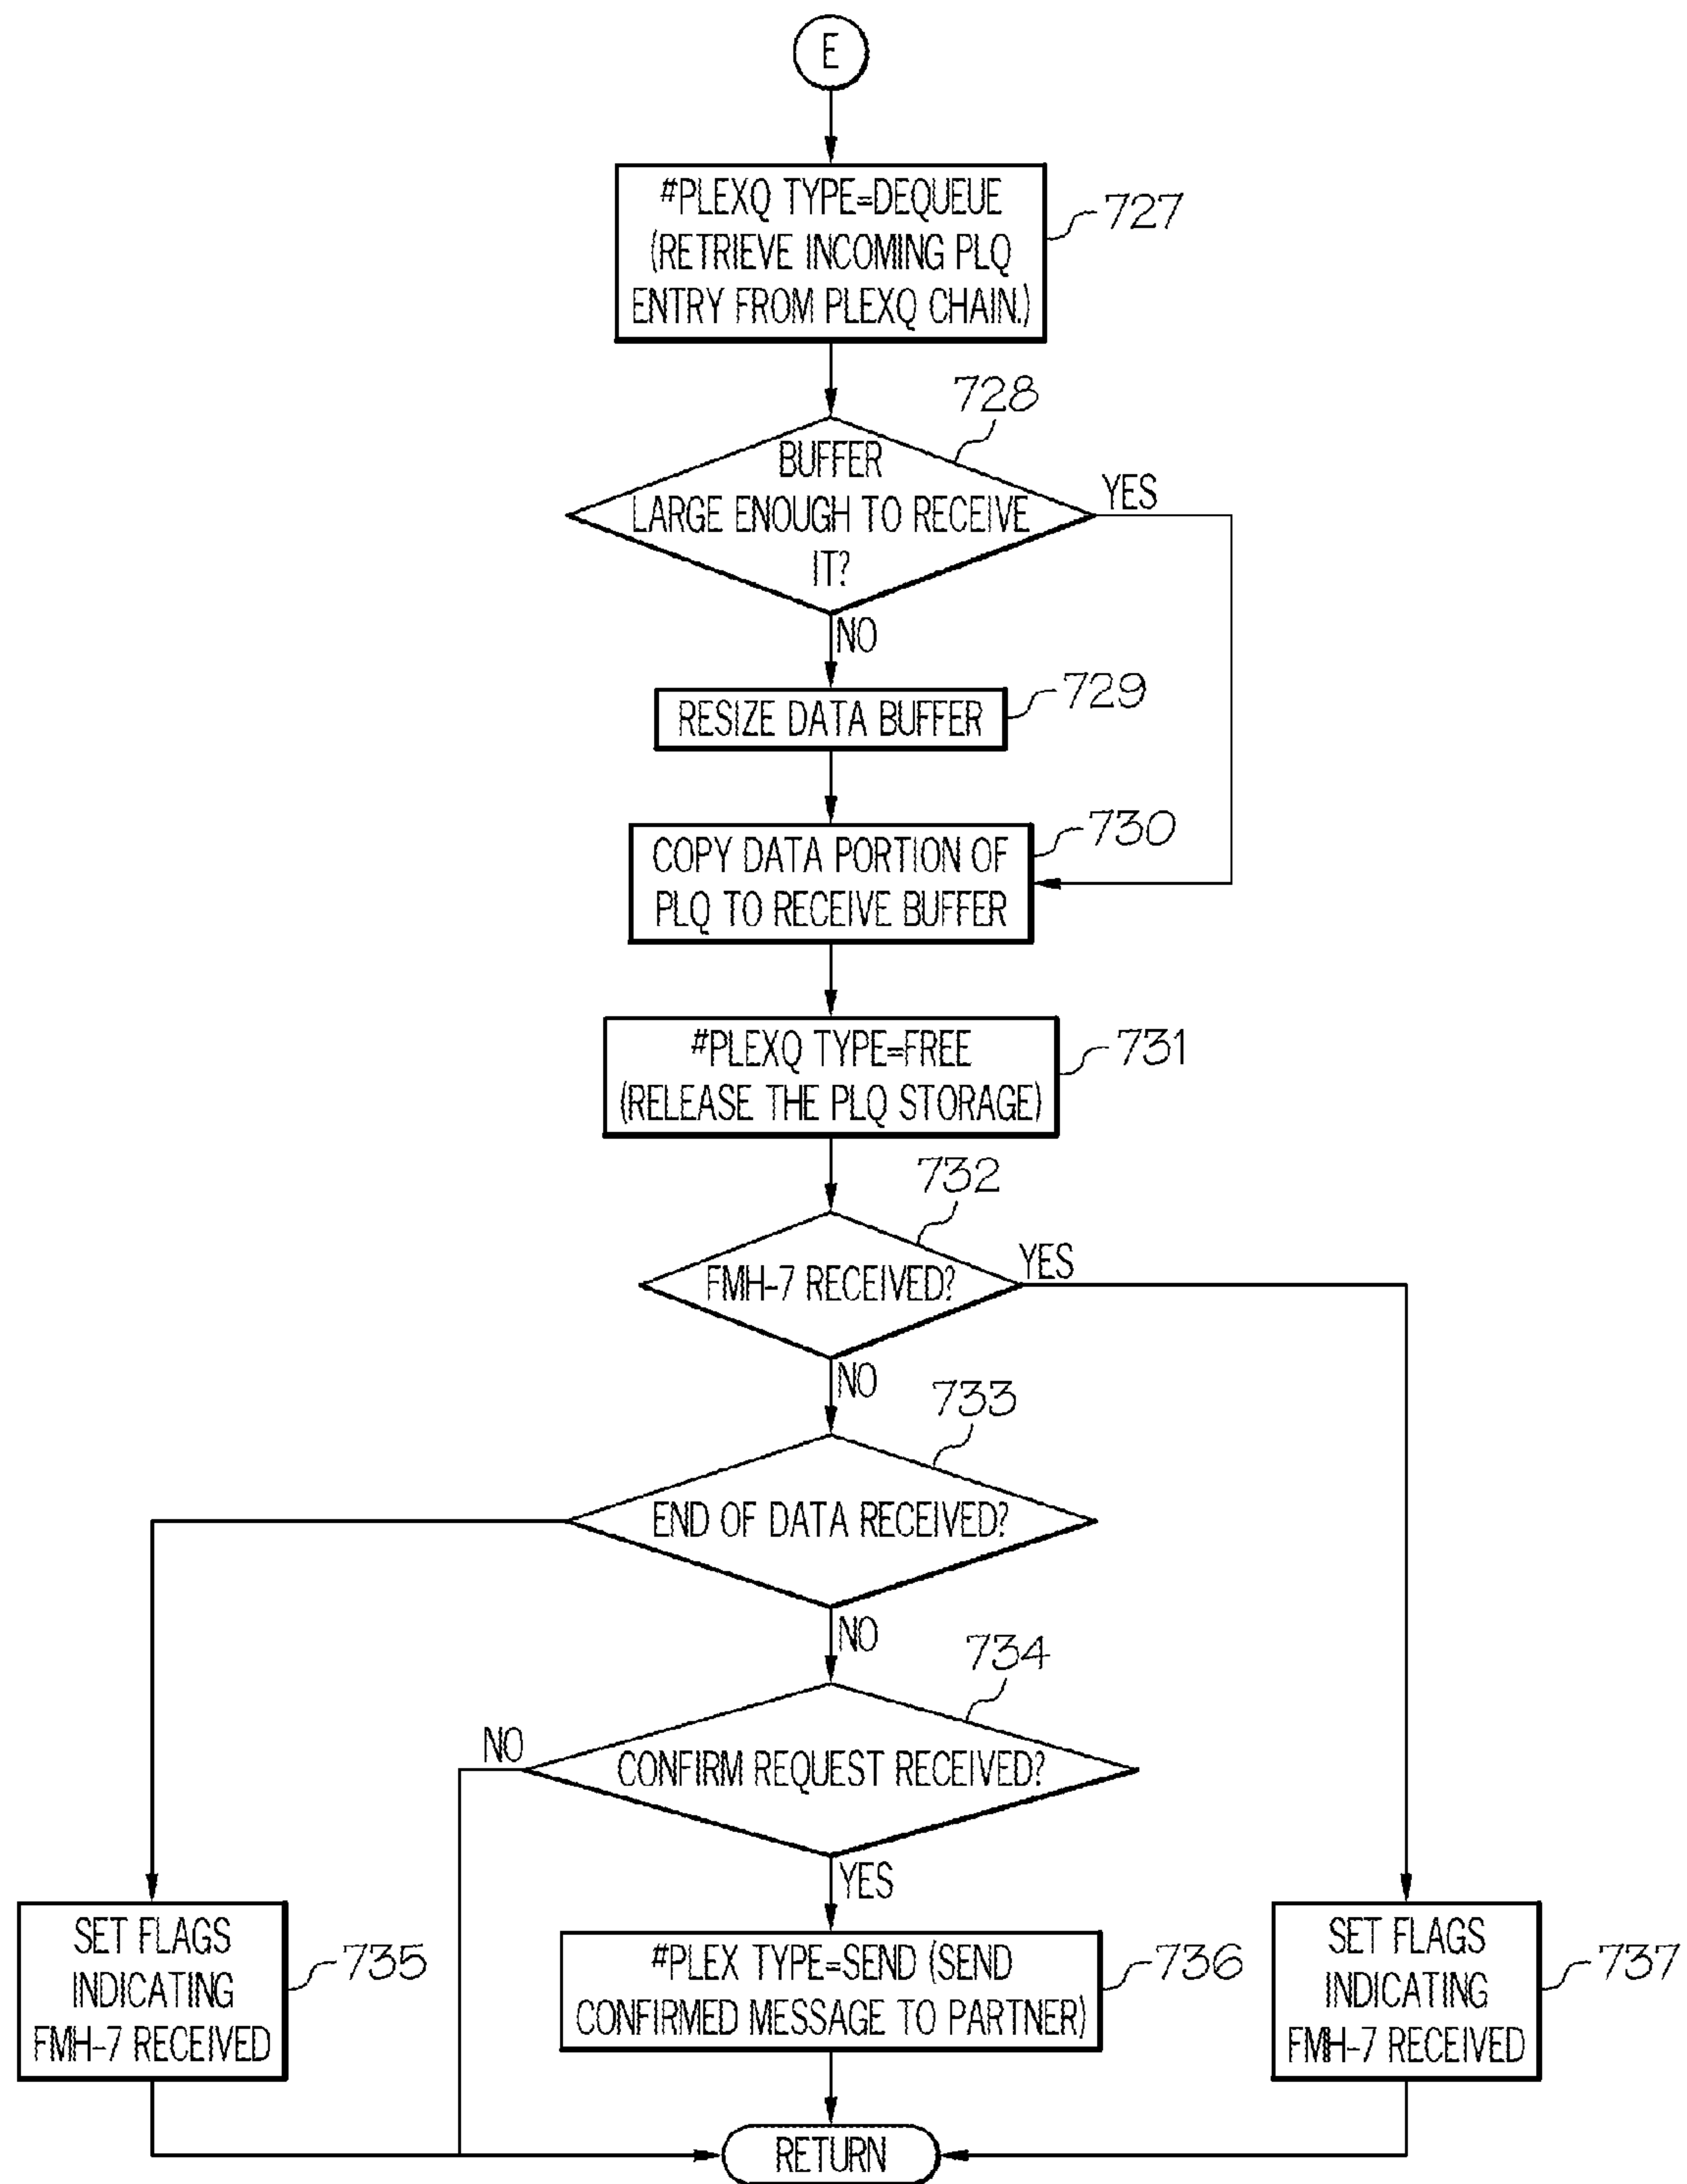 E
#PLEXQ TYPE=DEQUEUE
(RETRIEVE INCOMING PLQ
ENTRY FROM PLEXQ CHAIN.)
727
728
BUFFER
LARGE ENOUGH TO RECEIVE
IT?
YES
NO
RESIZE DATA BUFFER
729
COPY DATA PORTION OF
PLQ TO RECEIVE BUFFER
730
#PLEXQ TYPE=FREE
(RELEASE THE PLQ STORAGE)
731
732
FMH-7 RECEIVED?
YES
NO
733
END OF DATA RECEIVED?
NO
734
NO
CONFIRM REQUEST RECEIVED?
YES
SET FLAGS
INDICATING
FMH-7 RECEIVED
735
#PLEX TYPE=SEND (SEND
CONFIRMED MESSAGE TO PARTNER)
736
SET FLAGS
INDICATING
FMH-7 RECEIVED
737
RETURN